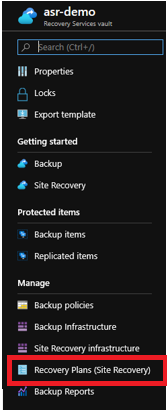 asr-demo
Recovery Services vault
Search (Ctrl+/)
Properties
Locks
Export template
Getting started
Backup
Site Recovery
Protected items
Backup items
Replicated items
Manage
Backup policies
Backup Infrastructure
Site Recovery infrastructure
Recovery Plans (Site Recovery)
Backup Reports